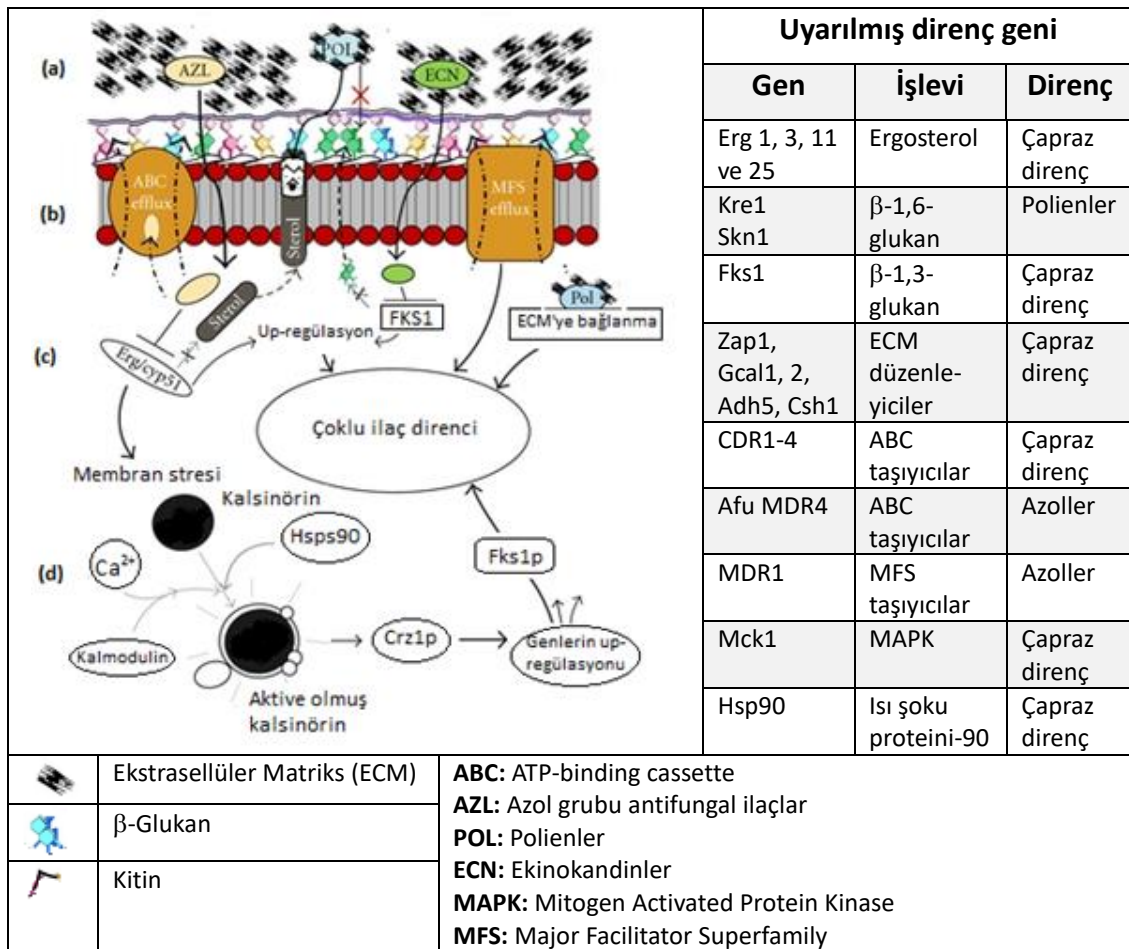 (a)
AZL
POL
ECN
(b)
ABC
efflux
Sterol
MFS
efflux
Sterol
FKS1
Pol
ECM'ye bağlanma
Up-regülasyon
(c)
Erg/cyp51
Çoklu ilaç direnci
Membran stresi
Kalsinörin
Hsps90
Ca2+
(d)
Fks1p
Kalmodulin
Crz1p
Genlerin up-
regülasyonu
Aktive olmuş
kalsinörin
Uyarılmış direnç geni
Gen İşlevi Direnç
Erg 1, 3, 11 Ergosterol Çapraz
ve 25 direnç
Kre1 β-1,6- Polienler
Skn1 glukan
Fks1 β-1,3- Çapraz
glukan direnç
Zap1, ECM Çapraz
Gcal1, 2, düzenle- direnç
Adh5, Csh1 yiciler
CDR1-4 ABC Çapraz
taşıyıcılar direnç
Afu MDR4 ABC Azoller
taşıyıcılar
MDR1 MFS Azoller
taşıyıcılar
Mck1 MAPK Çapraz
direnç
Hsp90 Isı şoku Çapraz
proteini-90 direnç
Ekstrasellüler Matriks (ECM)
β-Glukan
Kitin
ABC: ATP-binding cassette
AZL: Azol grubu antifungal ilaçlar
POL: Polienler
ECN: Ekinokandinler
MAPK: Mitogen Activated Protein Kinase
MFS: Major Facilitator Superfamily